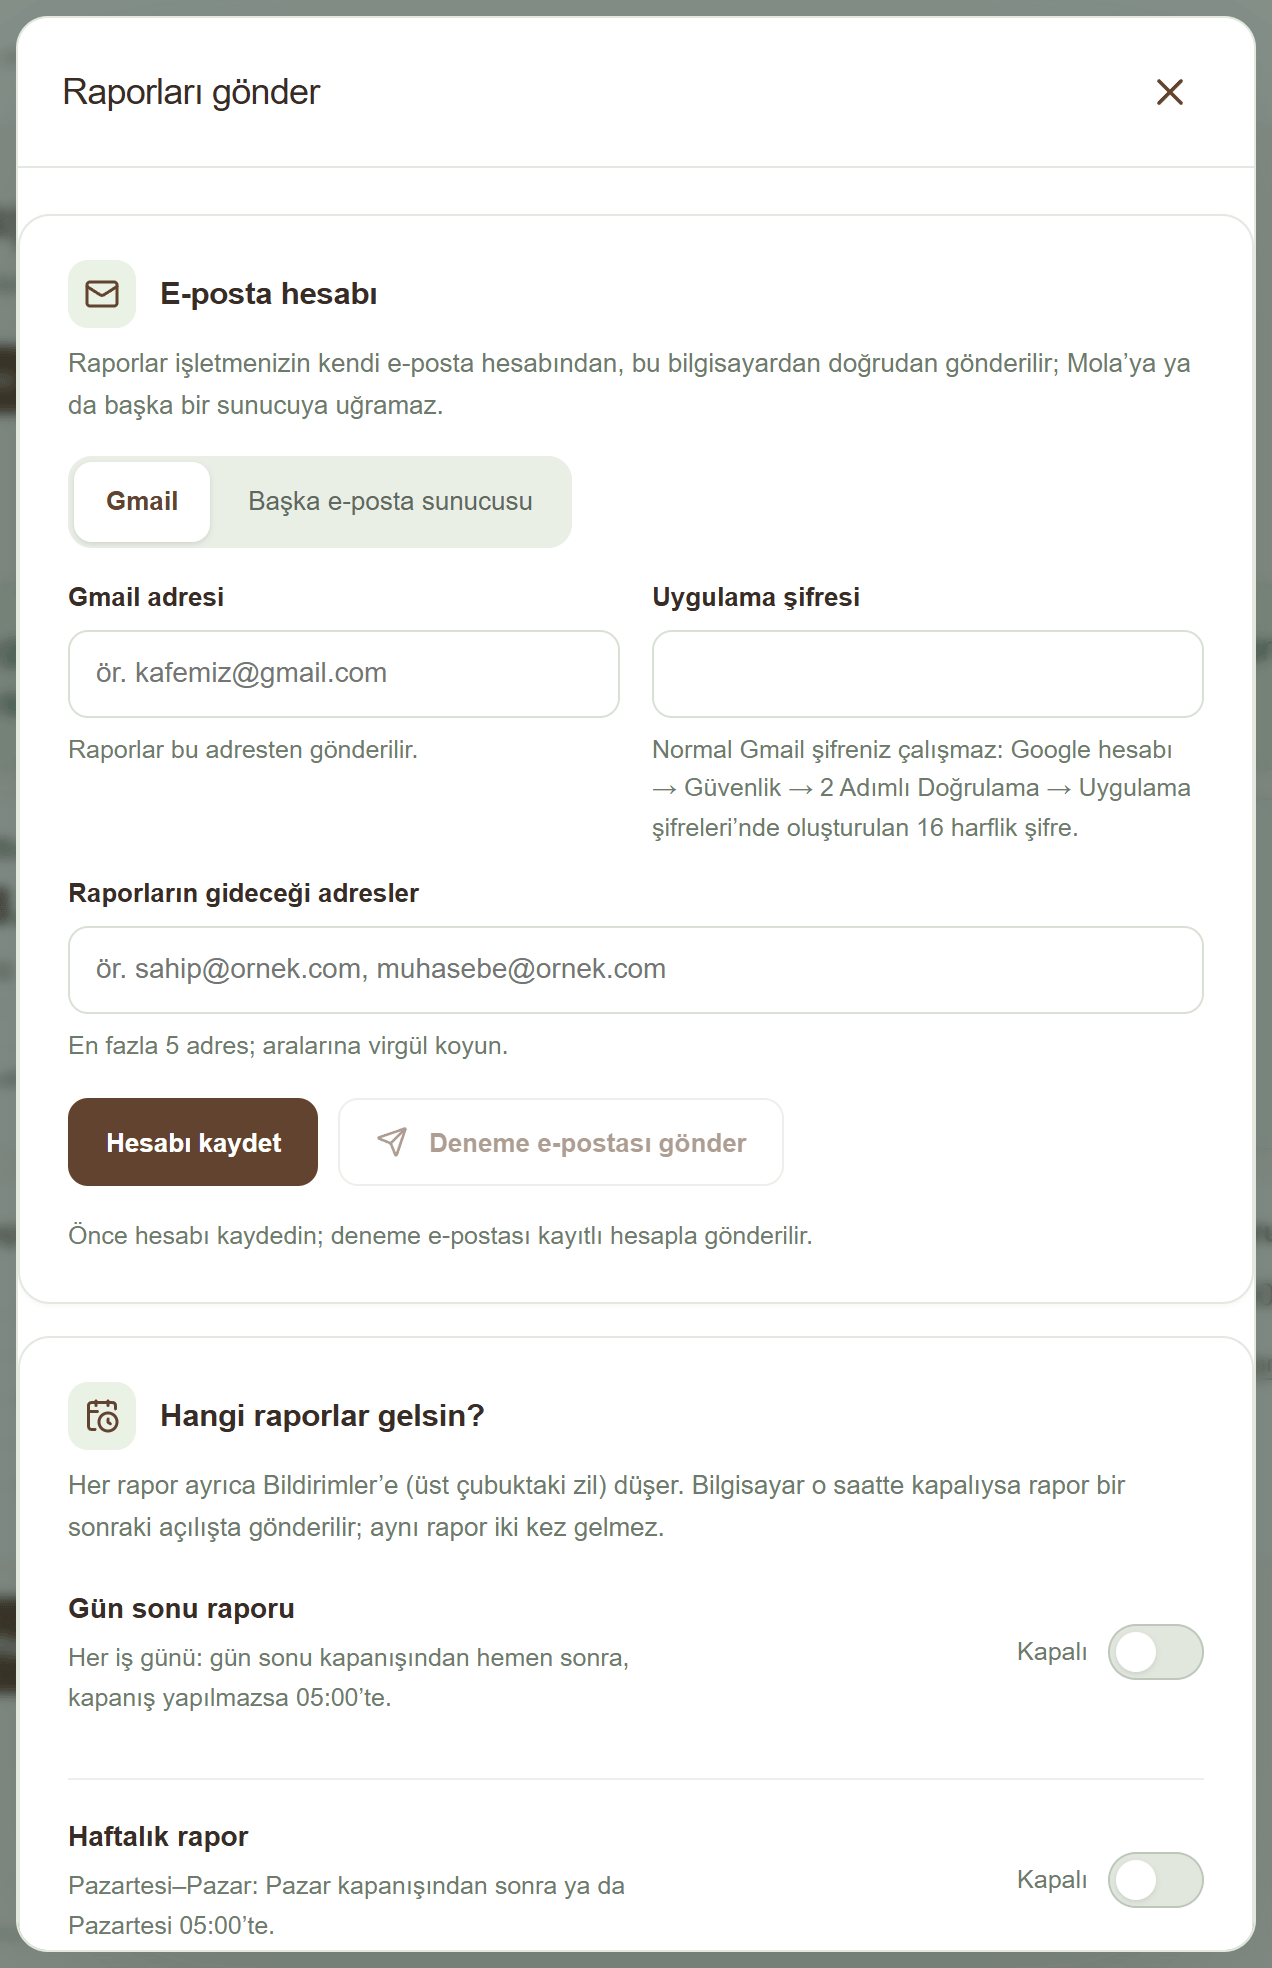 Raporları gönder
E-posta hesabı
Raporlar işletmenizin kendi e-posta hesabından, bu bilgisayardan doğrudan gönderilir; Mola’ya ya
da başka bir sunucuya uğramaz.
Gmail
Başka e-posta sunucusu
Gmail adresi
Uygulama şifresi
ör. kafemiz@gmail.com
Raporlar bu adresten gönderilir.
Normal Gmail şifreniz çalışmaz: Google hesabı
→ Güvenlik → 2 Adımlı Doğrulama → Uygulama
şifreleri’nde oluşturulan 16 harflik şifre.
Raporların gideceği adresler
ör. sahip@ornek.com, muhasebe@ornek.com
En fazla 5 adres; aralarına virgül koyun.
Hesabı kaydet
Deneme e-postası gönder
Önce hesabı kaydedin; deneme e-postası kayıtlı hesapla gönderilir.
Hangi raporlar gelsin?
Her rapor ayrıca Bildirimler’e (üst çubuktaki zil) düşer. Bilgisayar o saatte kapalıysa rapor bir
sonraki açılışta gönderilir; aynı rapor iki kez gelmez.
Gün sonu raporu
Her iş günü: gün sonu kapanışından hemen sonra,
kapanış yapılmazsa 05:00’te.
Kapalı
Haftalık rapor
Pazartesi–Pazar: Pazar kapanışından sonra ya da
Pazartesi 05:00’te.
Kapalı